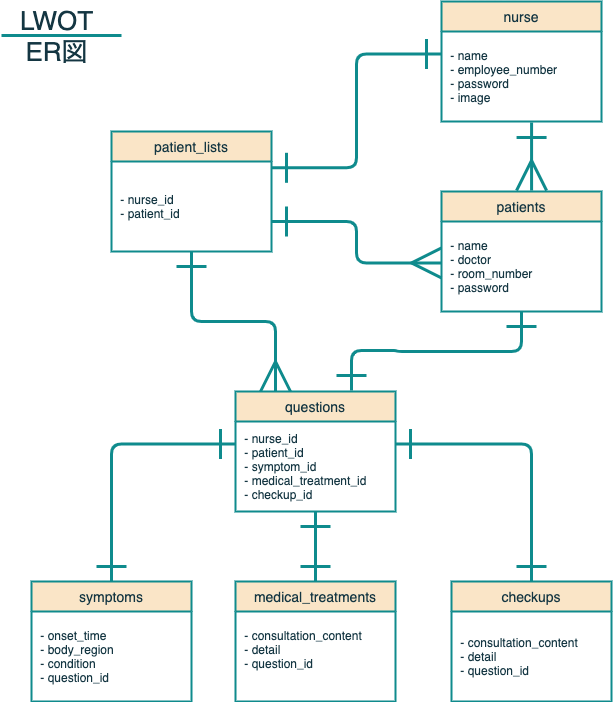 LWOT
ER図
nurse
- name
- employee_number
- password
- image
patient_lists
- nurse_id
- patient_id
patients
- name
- doctor
- room_number
- password
questions
- nurse_id
- patient_id
- symptom_id
- medical_treatment_id
- checkup_id
symptoms
- onset_time
- body_region
- condition
- question_id
medical_treatments
- consultation_content
- detail
- question_id
checkups
- consultation_content
- detail
- question_id